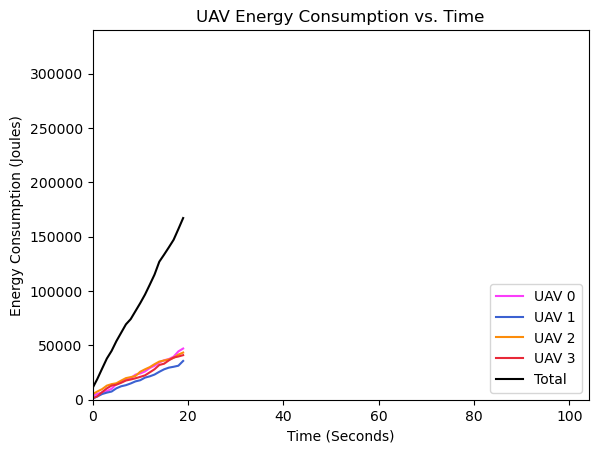 UAV Energy Consumption vs. Time
Energy Consumption (Joules)
300000
250000
200000
150000
100000
50000
0
0 20 40 60 80 100
Time (Seconds)
UAV 0
UAV 1
UAV 2
UAV 3
Total